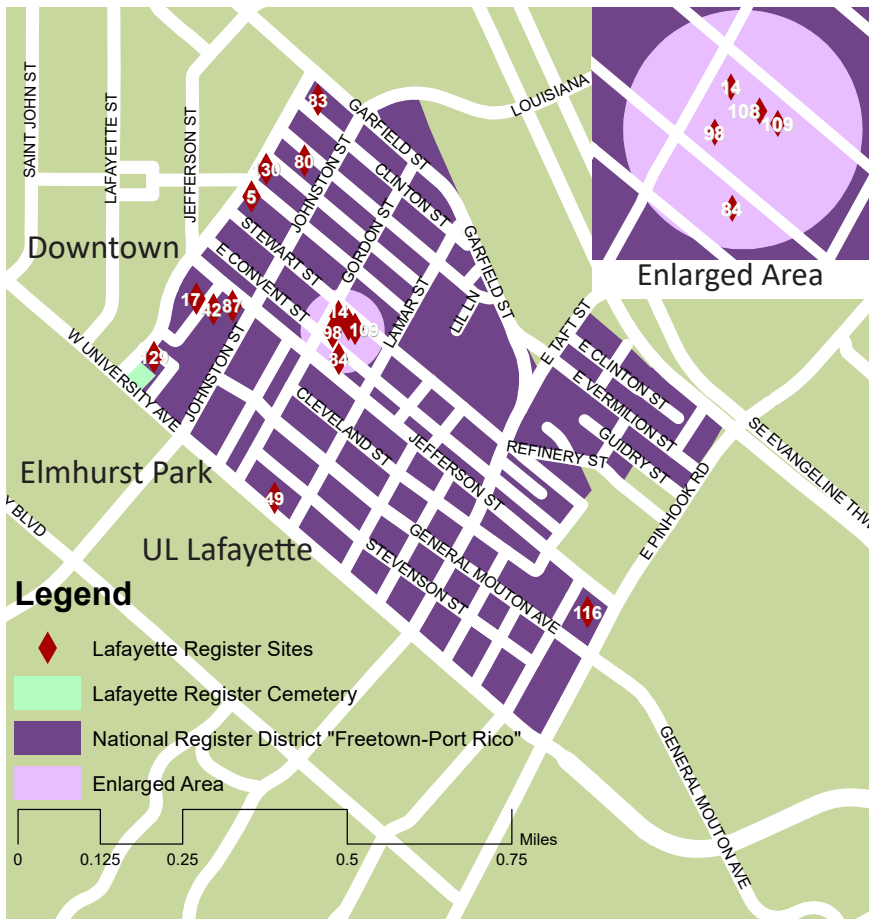 SAINT JOHN ST
LAFAYETTE ST
JEFFERSON ST
LOUISIANA
83
GARFIELD ST
80
30
5
JOHNSTON ST
CLINTON ST
STEWART ST
GORDON ST
GARFIELD ST
E CONVENT ST
LAMAR ST
LIL LN
Downtown
17
42
87
14
98
109
84
129
W UNIVERSITY AVE
JOHNSTON ST
E TAFT ST
E CLINTON ST
E VERMILION ST
GUIDRY ST
REFINERY ST
E PINHOOK RD
SE EVANGELINE THW
CLEVELAND ST
JEFFERSON ST
Elmhurst Park
49
Y BLVD
UL Lafayette
GENERAL MOUTON AVE
STEVENSON ST
116
GENERAL MOUTON AVE
14
108
109
98
84
Enlarged Area
Legend
Lafayette Register Sites
Lafayette Register Cemetery
National Register District "Freetown-Port Rico"
Enlarged Area
Miles
0 0.125 0.25 0.5 0.75